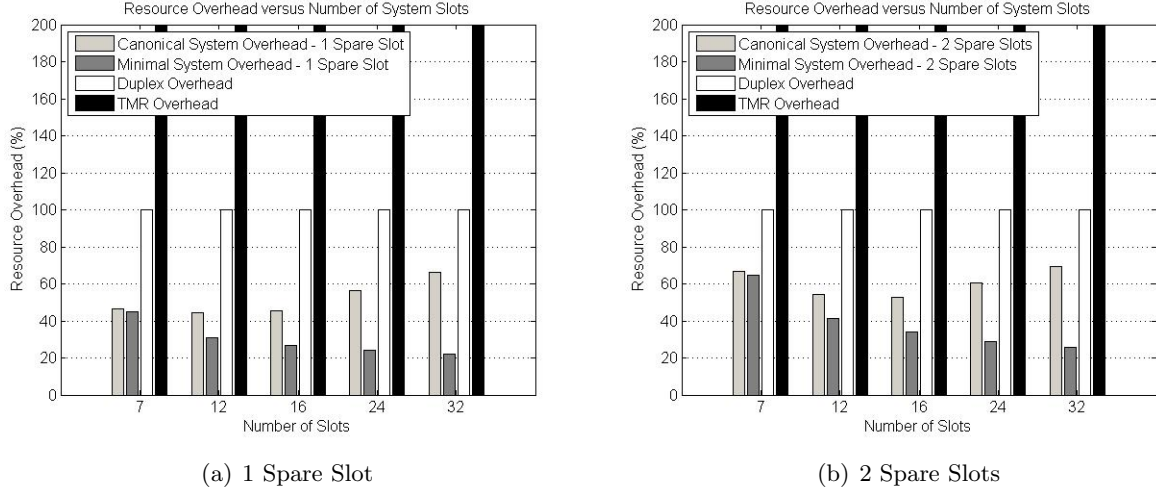 Resource Overhead versus Number of System Slots
Canonical System Overhead - 1 Spare Slot
Minimal System Overhead - 1 Spare Slot
Duplex Overhead
TMR Overhead
Resource Overhead (%)
200
180
160
140
120
100
80
60
40
20
0
7 12 16 24 32
Number of Slots
(a) 1 Spare Slot
Resource Overhead versus Number of System Slots
Canonical System Overhead - 2 Spare Slots
Minimal System Overhead - 2 Spare Slots
Duplex Overhead
TMR Overhead
Resource Overhead (%)
200
180
160
140
120
100
80
60
40
20
0
7 12 16 24 32
Number of Slots
(b) 2 Spare Slots